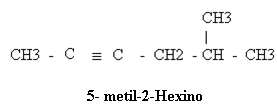 CH3
|
CH3 - C ≡ C - CH2 - CH - CH3
5- metil-2-Hexino